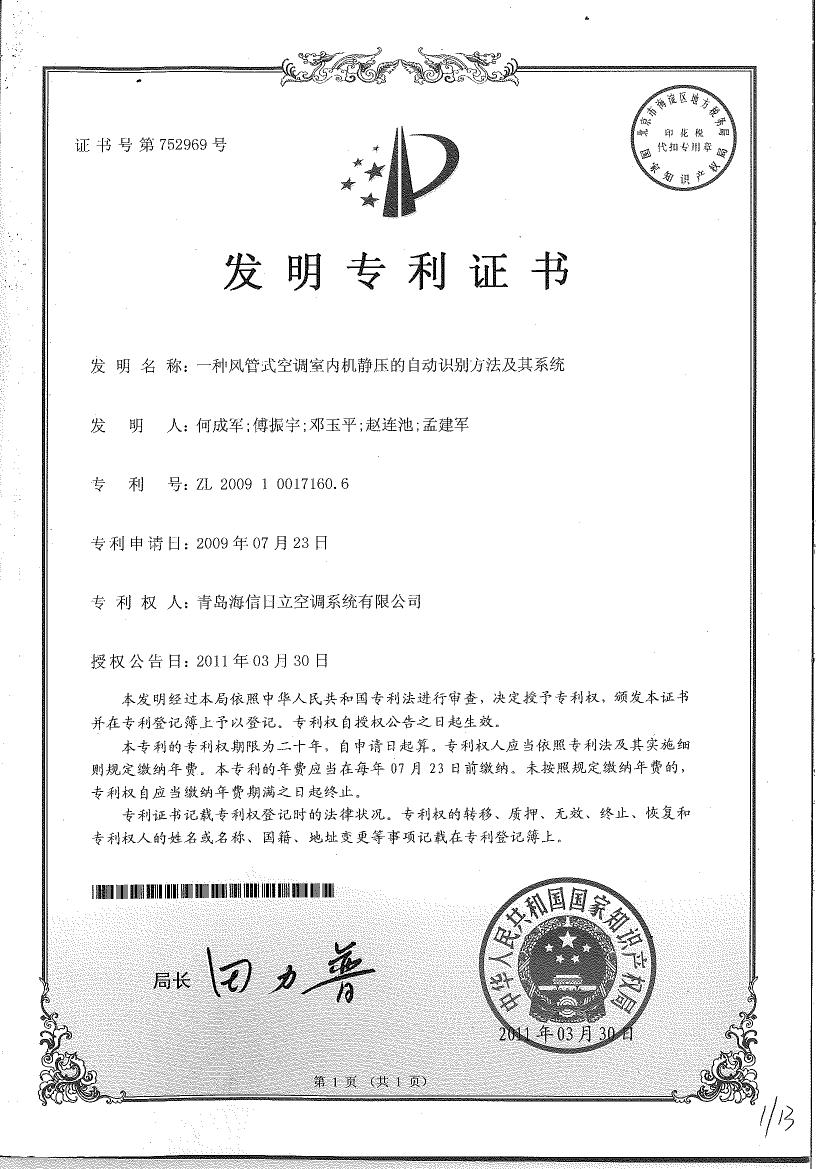 证书号第752969号
北京市海淀区地方税务局
印花税
代扣专用章
国家知识产权局
发明专利证书
发明名称：一种风管式空调室内机静压的自动识别方法及其系统
发明人：何成军;傅振宇;邓玉平;赵连池;孟建军
专利号：ZL 2009 1 0017160.6
专利申请日：2009年07月23日
专利权人：青岛海信日立空调系统有限公司
授权公告日：2011年03月30日
本发明经过本局依照中华人民共和国专利法进行审查，决定授予专利权，颁发本证书
并在专利登记簿上予以登记。专利权自授权公告之日起生效。
本专利的专利权期限为二十年，自申请日起算。专利权人应当依照专利法及其实施细
则规定缴纳年费。本专利的年费应当在每年07月23日前缴纳。未按照规定缴纳年费的，
专利权自应当缴纳年费期满之日起终止。
专利证书记载专利权登记时的法律状况。专利权的转移、质押、无效、终止、恢复和
专利权人的姓名或名称、国籍、地址变更等事项记载在专利登记簿上。
局长 田力普
中华人民共和国国家知识产权局
2011年03月30日
第1页（共1页）
1/13